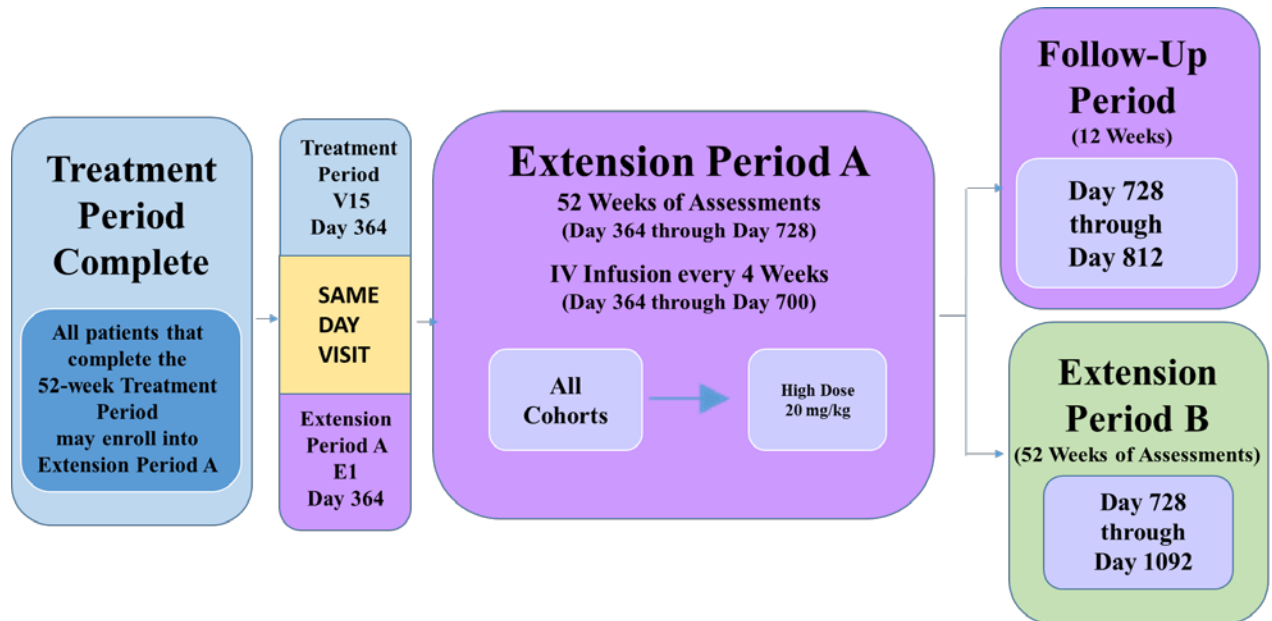 Treatment
Period
Complete
All patients that
complete the
52-week Treatment
Period
may enroll into
Extension Period A
Treatment
Period
V15
Day 364
SAME
DAY
VISIT
Extension
Period A
E1
Day 364
Extension Period A
52 Weeks of Assessments
(Day 364 through Day 728)
IV Infusion every 4 Weeks
(Day 364 through Day 700)
All
Cohorts
High Dose
20 mg/kg
Follow-Up
Period
(12 Weeks)
Day 728
through
Day 812
Extension
Period B
(52 Weeks of Assessments)
Day 728
through
Day 1092